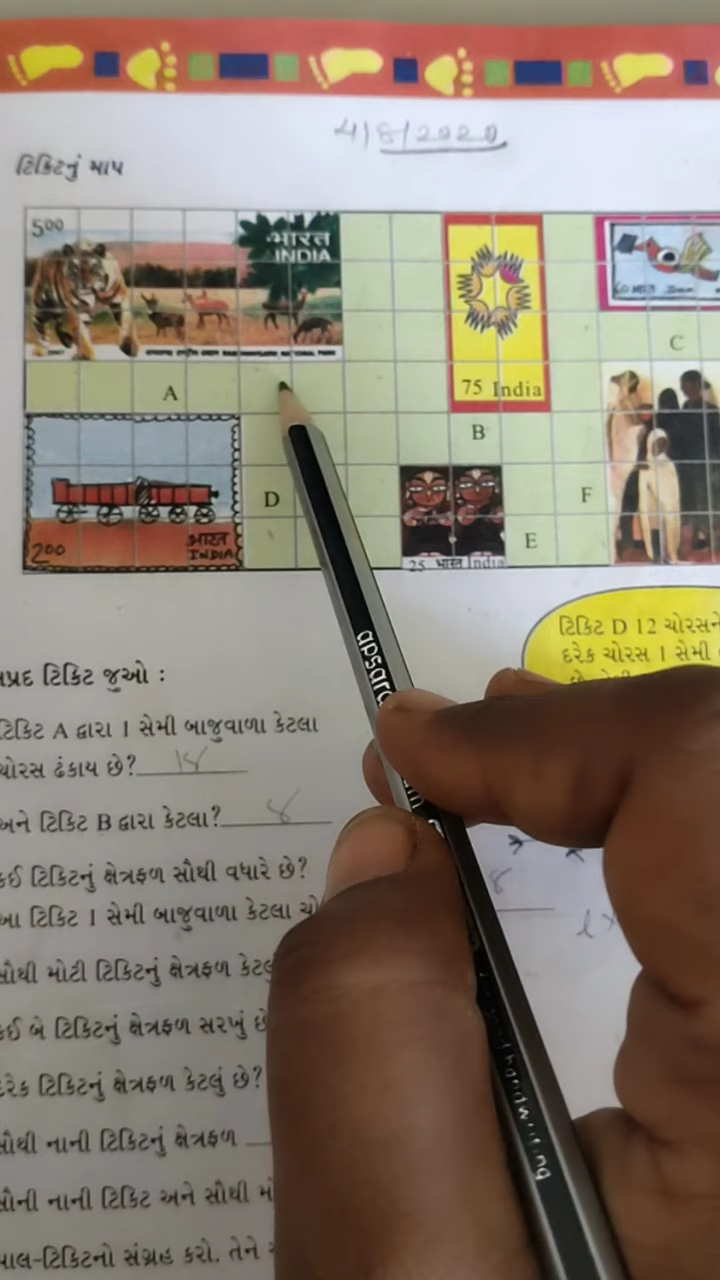 4/8/2020
ટિકિટનું માપ
500
भारत
INDIA
75 India
A
B
C
D
E
F
200
भारत
INDIA
25 भारत India
ટિકિટ D 12 ચોરસને
દરેક ચોરસ 1 સેમી
જુઓ :
ટિકિટ
ટિકિટ A દ્વારા 1 સેમી બાજુવાળા કેટલા
ચોરસ ઢંકાય છે? 18
અને ટિકિટ B દ્વારા કેટલા? 8
કઈ ટિકિટનું ક્ષેત્રફળ સૌથી વધારે છે?
આ ટિકિટ 1 સેમી બાજુવાળા કેટલા
સૌથી મોટી ટિકિટનું ક્ષેત્રફળ
કઈ બે ટિકિટનું ક્ષેત્રફળ સરખું
દરેક ટિકિટનું ક્ષેત્રફળ કેટલું છે?
સૌથી નાની ટિકિટનું ક્ષેત્રફળ
સૌની નાની ટિકિટ અને સૌથી
ટપાલ-ટિકિટનો સંગ્રહ કરો. તેને
apsara